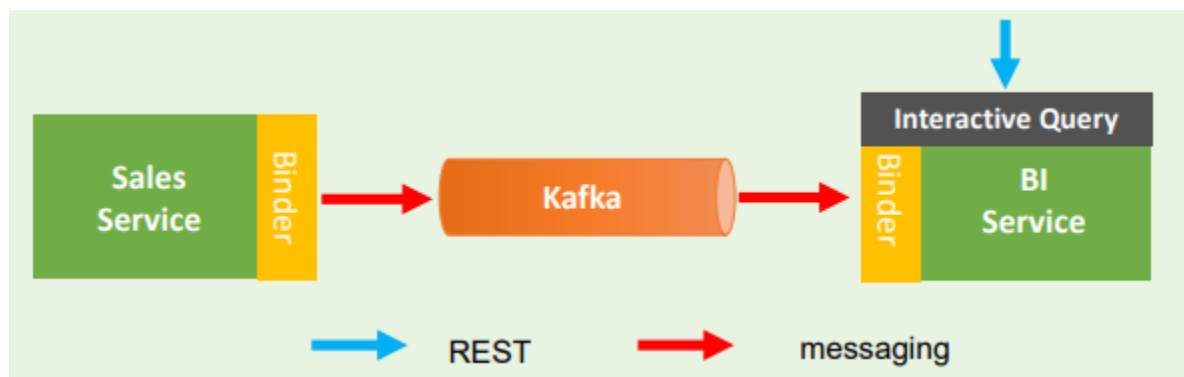 Interactive Query
Sales
Service
Binder
Kafka
Binder
BI
Service
REST
messaging